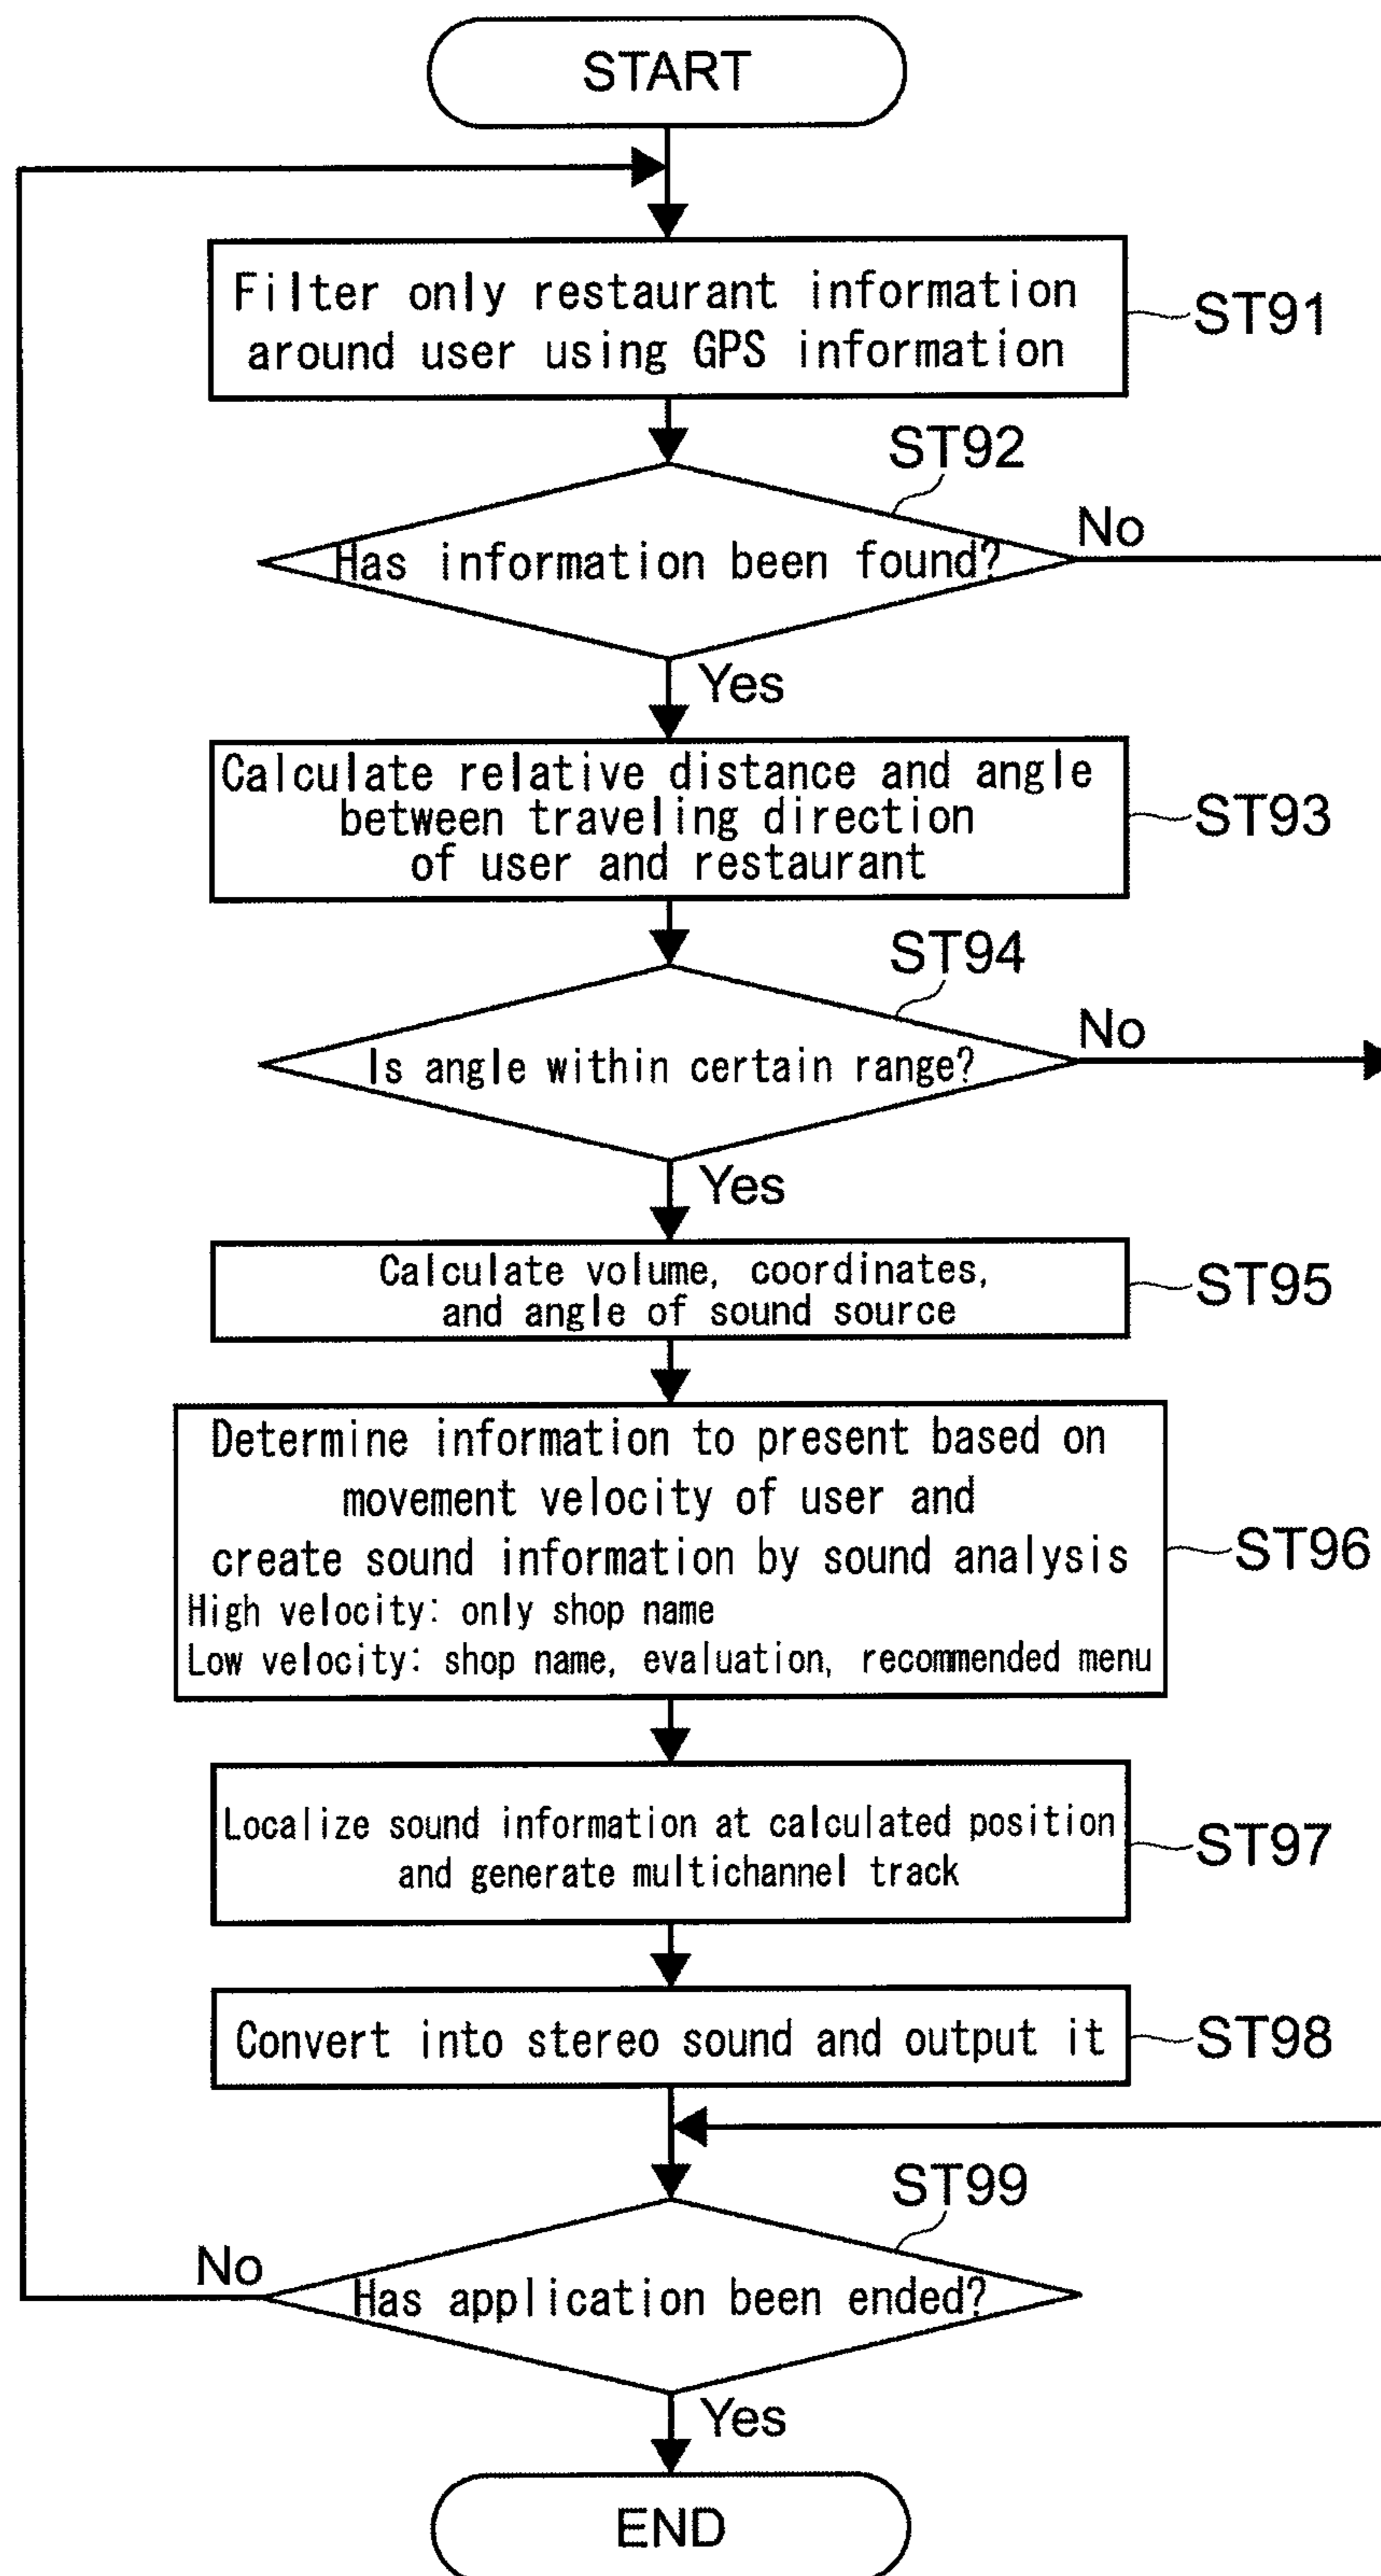 START
Filter only restaurant information
around user using GPS information
ST91
ST92
Has information been found?
No
Yes
Calculate relative distance and angle
between traveling direction
of user and restaurant
ST93
ST94
Is angle within certain range?
No
Yes
Calculate volume, coordinates,
and angle of sound source
ST95
Determine information to present based on
movement velocity of user and
create sound information by sound analysis
High velocity: only shop name
Low velocity: shop name, evaluation, recommended menu
ST96
Localize sound information at calculated position
and generate multichannel track
ST97
Convert into stereo sound and output it
ST98
ST99
No
Has application been ended?
Yes
END